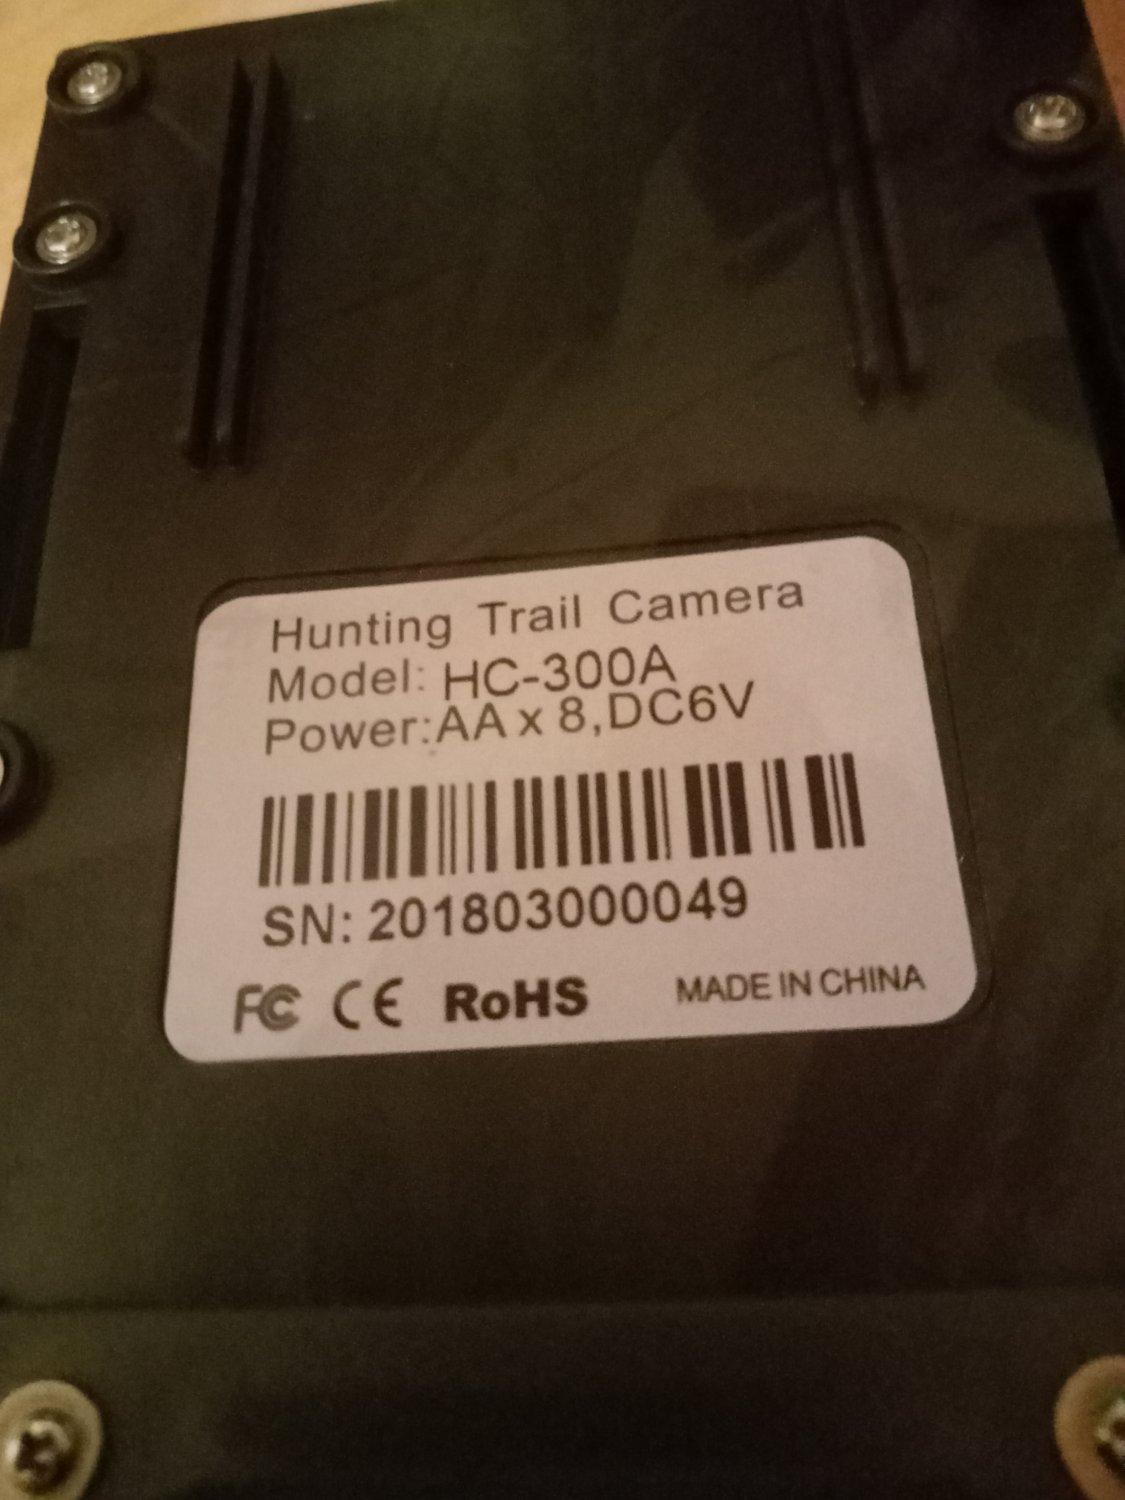 Hunting Trail Camera
Model: HC-300A
Power:AA x 8,DC6V
SN: 201803000049
FC CE RoHS MADE IN CHINA